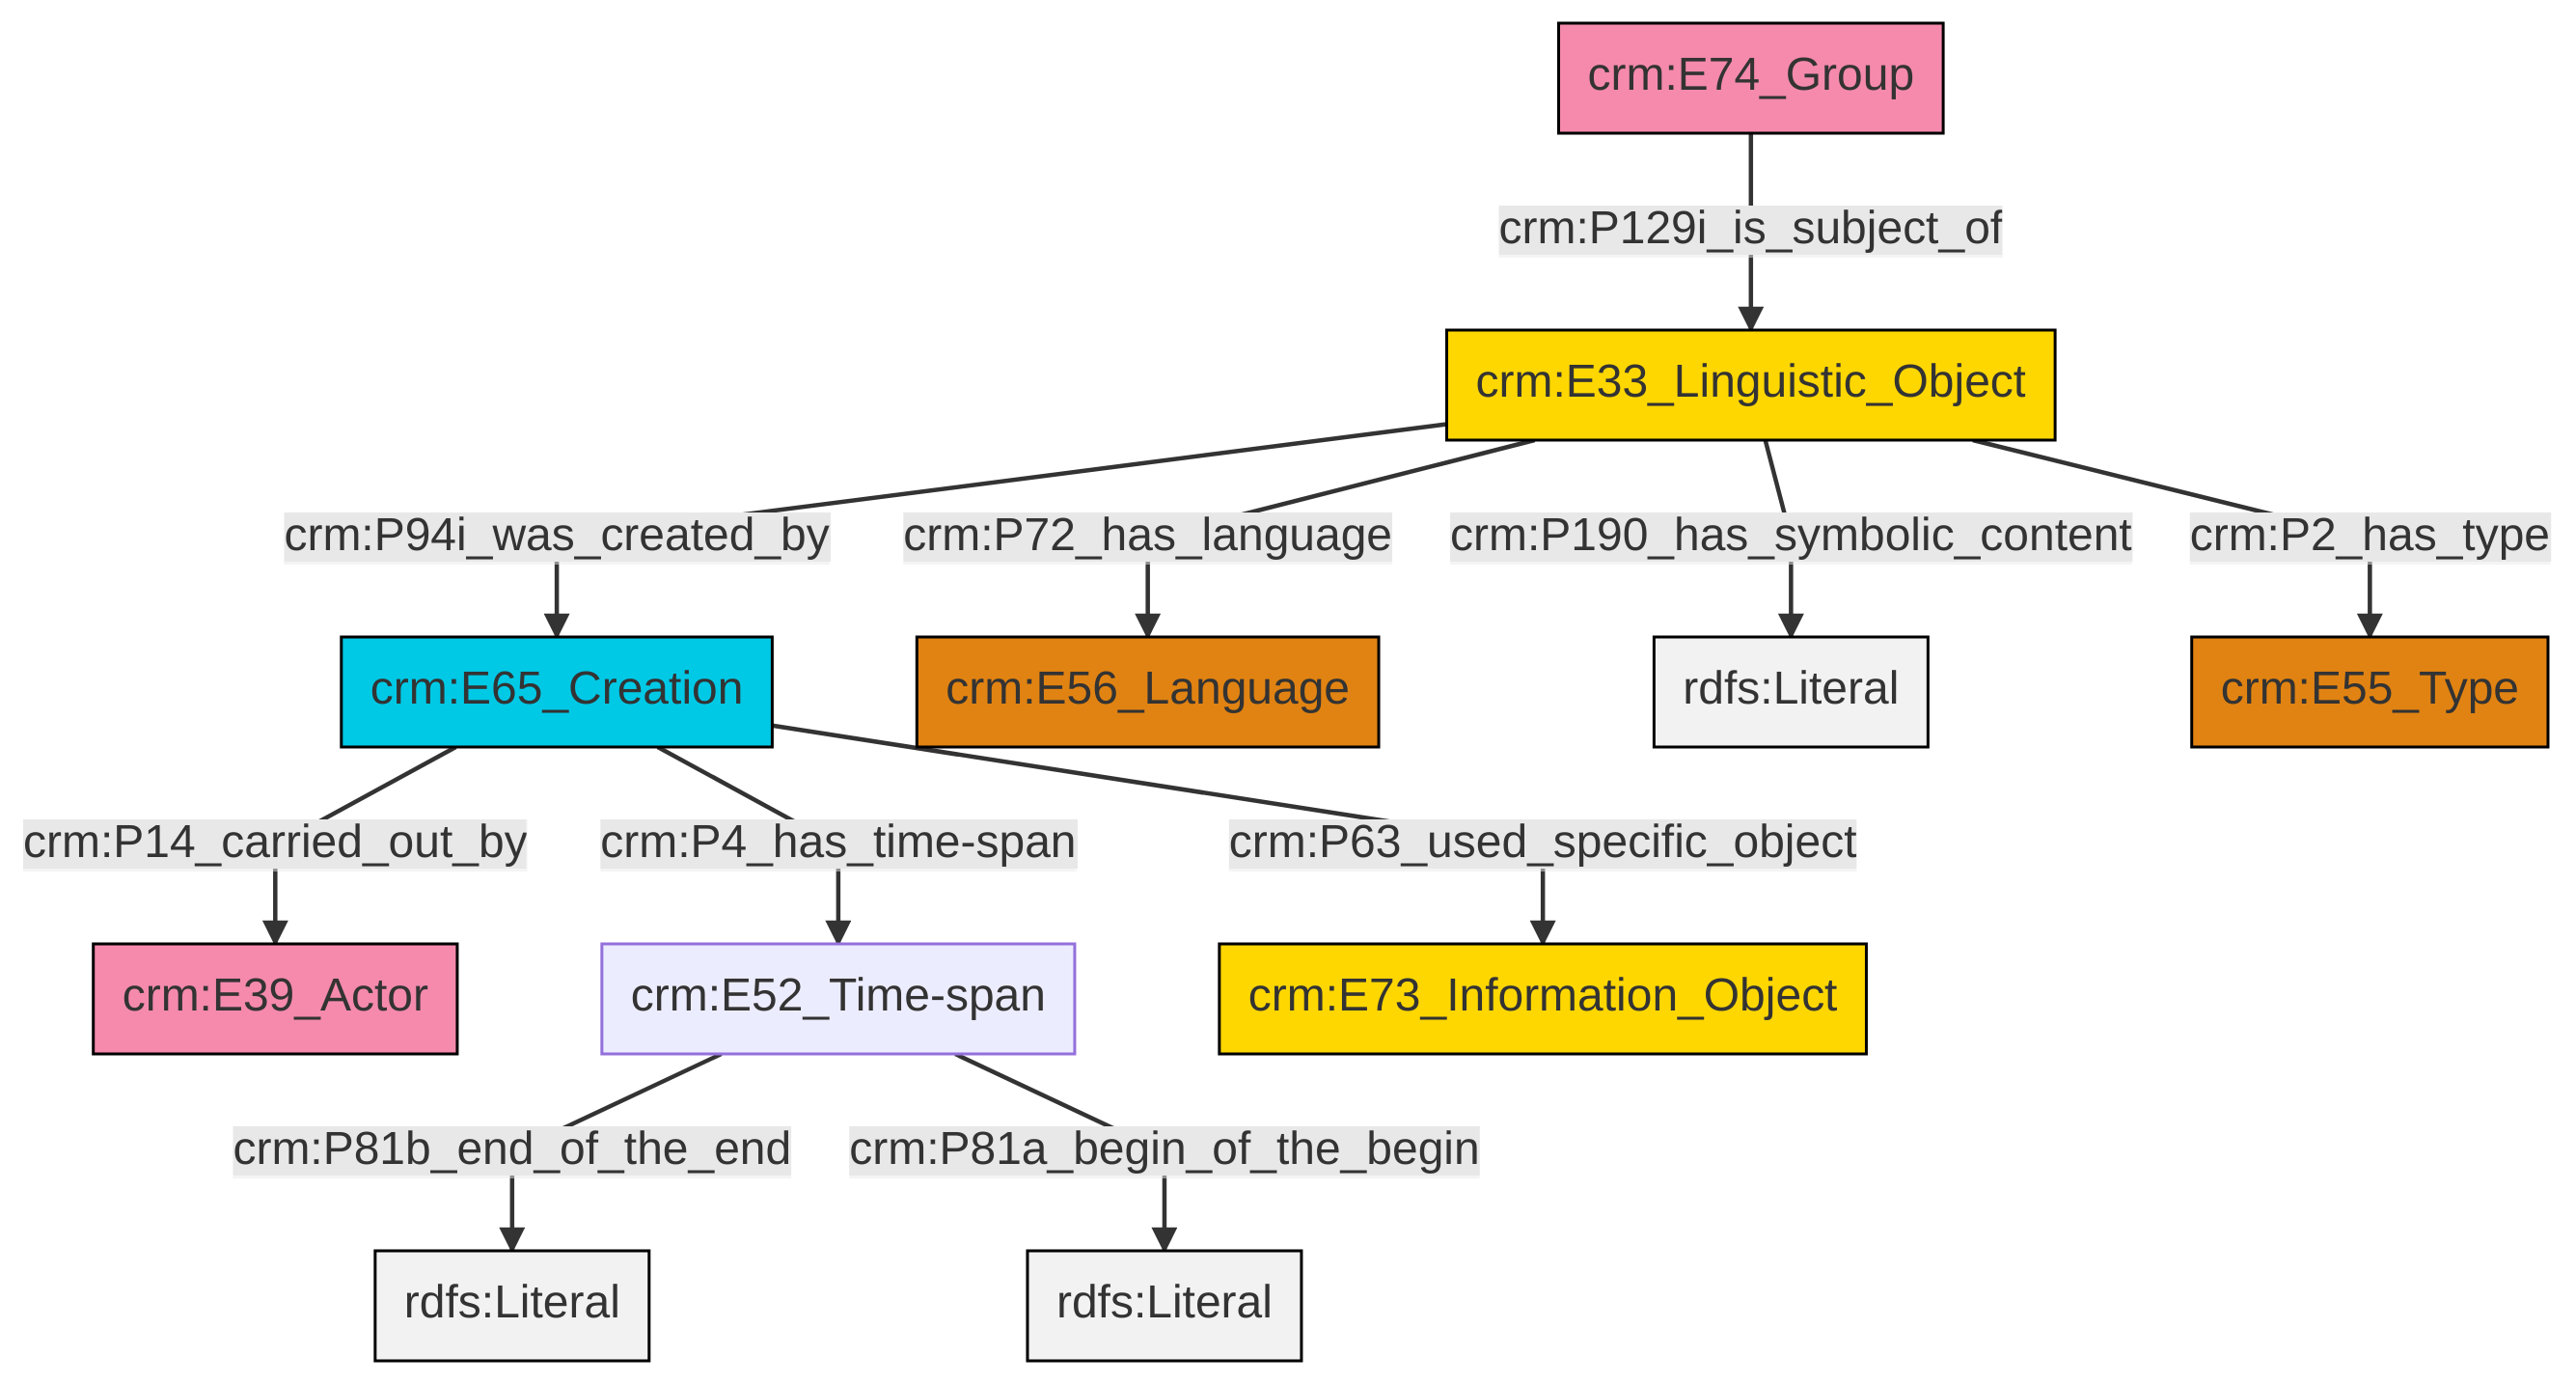 crm:E74_Group
crm:P129i_is_subject_of
crm:E33_Linguistic_Object
crm:P94i_was_created_by
crm:P72_has_language
crm:P190_has_symbolic_content
crm:P2_has_type
crm:E65_Creation
crm:E56_Language
rdfs:Literal
crm:E55_Type
crm:P14_carried_out_by
crm:P4_has_time-span
crm:P63_used_specific_object
crm:E39_Actor
crm:E52_Time-span
crm:E73_Information_Object
crm:P81b_end_of_the_end
crm:P81a_begin_of_the_begin
rdfs:Literal
rdfs:Literal